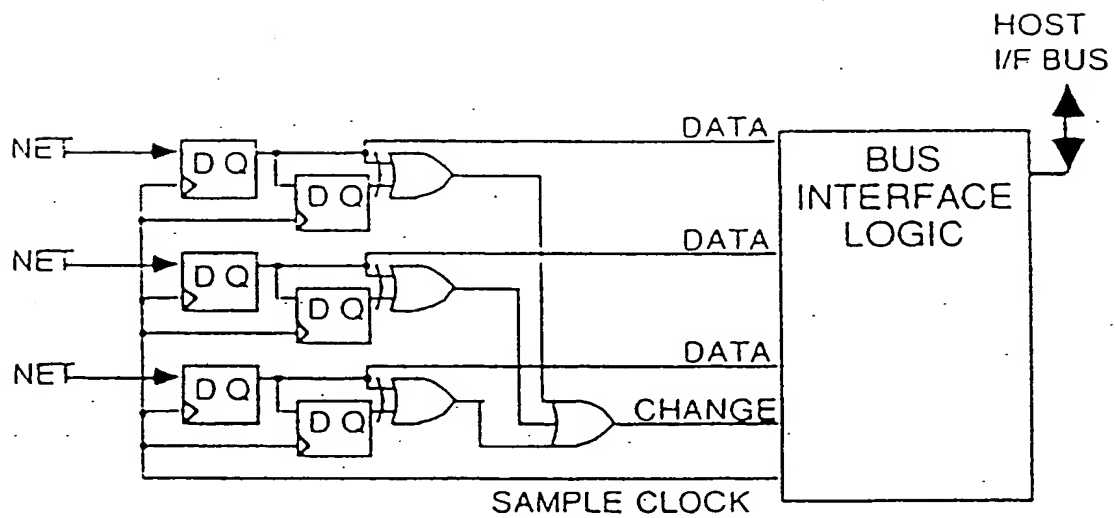 HOST
I/F BUS
NET
D Q
D Q
DATA
NET
D Q
D Q
DATA
NET
D Q
D Q
DATA
CHANGE
SAMPLE CLOCK
BUS
INTERFACE
LOGIC